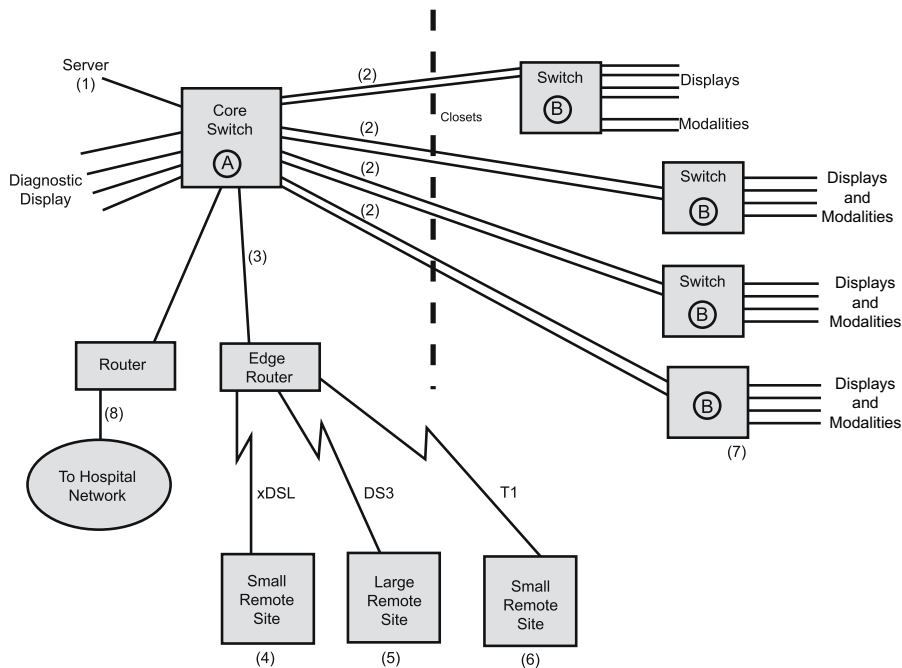 Server
(1)
Core
Switch
A
Diagnostic
Display
(2)
(2)
(2)
(2)
Closets
Switch
B
Displays
Modalities
Switch
B
Displays
and
Modalities
Switch
B
Displays
and
Modalities
B
(7)
Displays
and
Modalities
(3)
Router
(8)
To Hospital
Network
Edge
Router
xDSL
DS3
T1
Small
Remote
Site
(4)
Large
Remote
Site
(5)
Small
Remote
Site
(6)